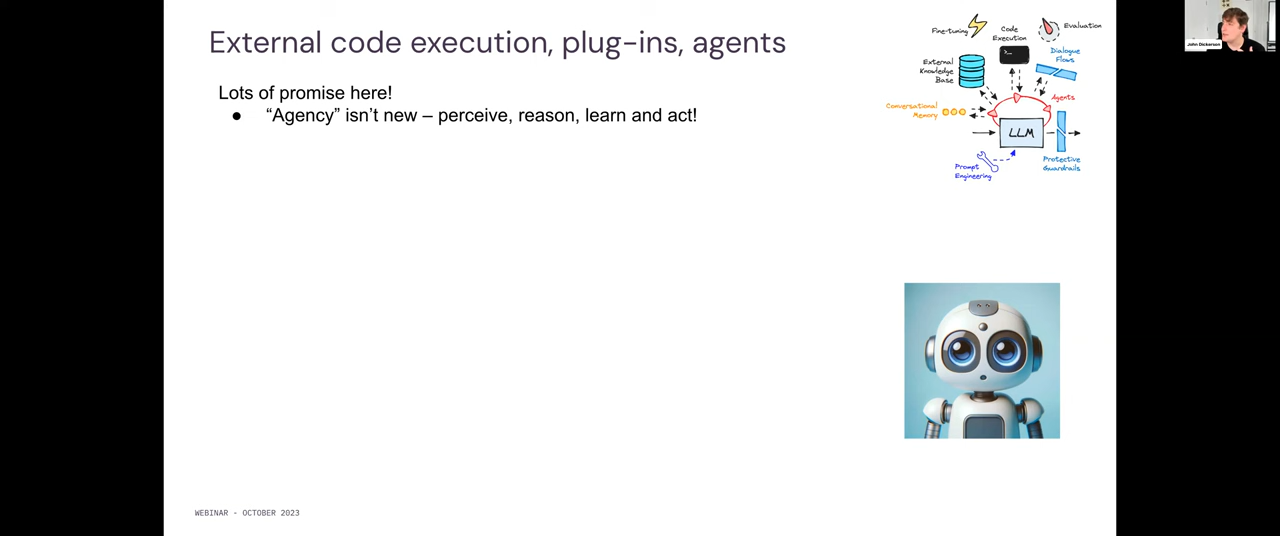 External code execution, plug-ins, agents
Lots of promise here!
● “Agency” isn’t new – perceive, reason, learn and act!
Fine-tuning
Code
Execution
Evaluation
Dialogue
Flows
External
Knowledge
Base
Agents
Conversational
Memory
LLM
Prompt
Engineering
Protective
Guardrails
WEBINAR - OCTOBER 2023
John Dickerson